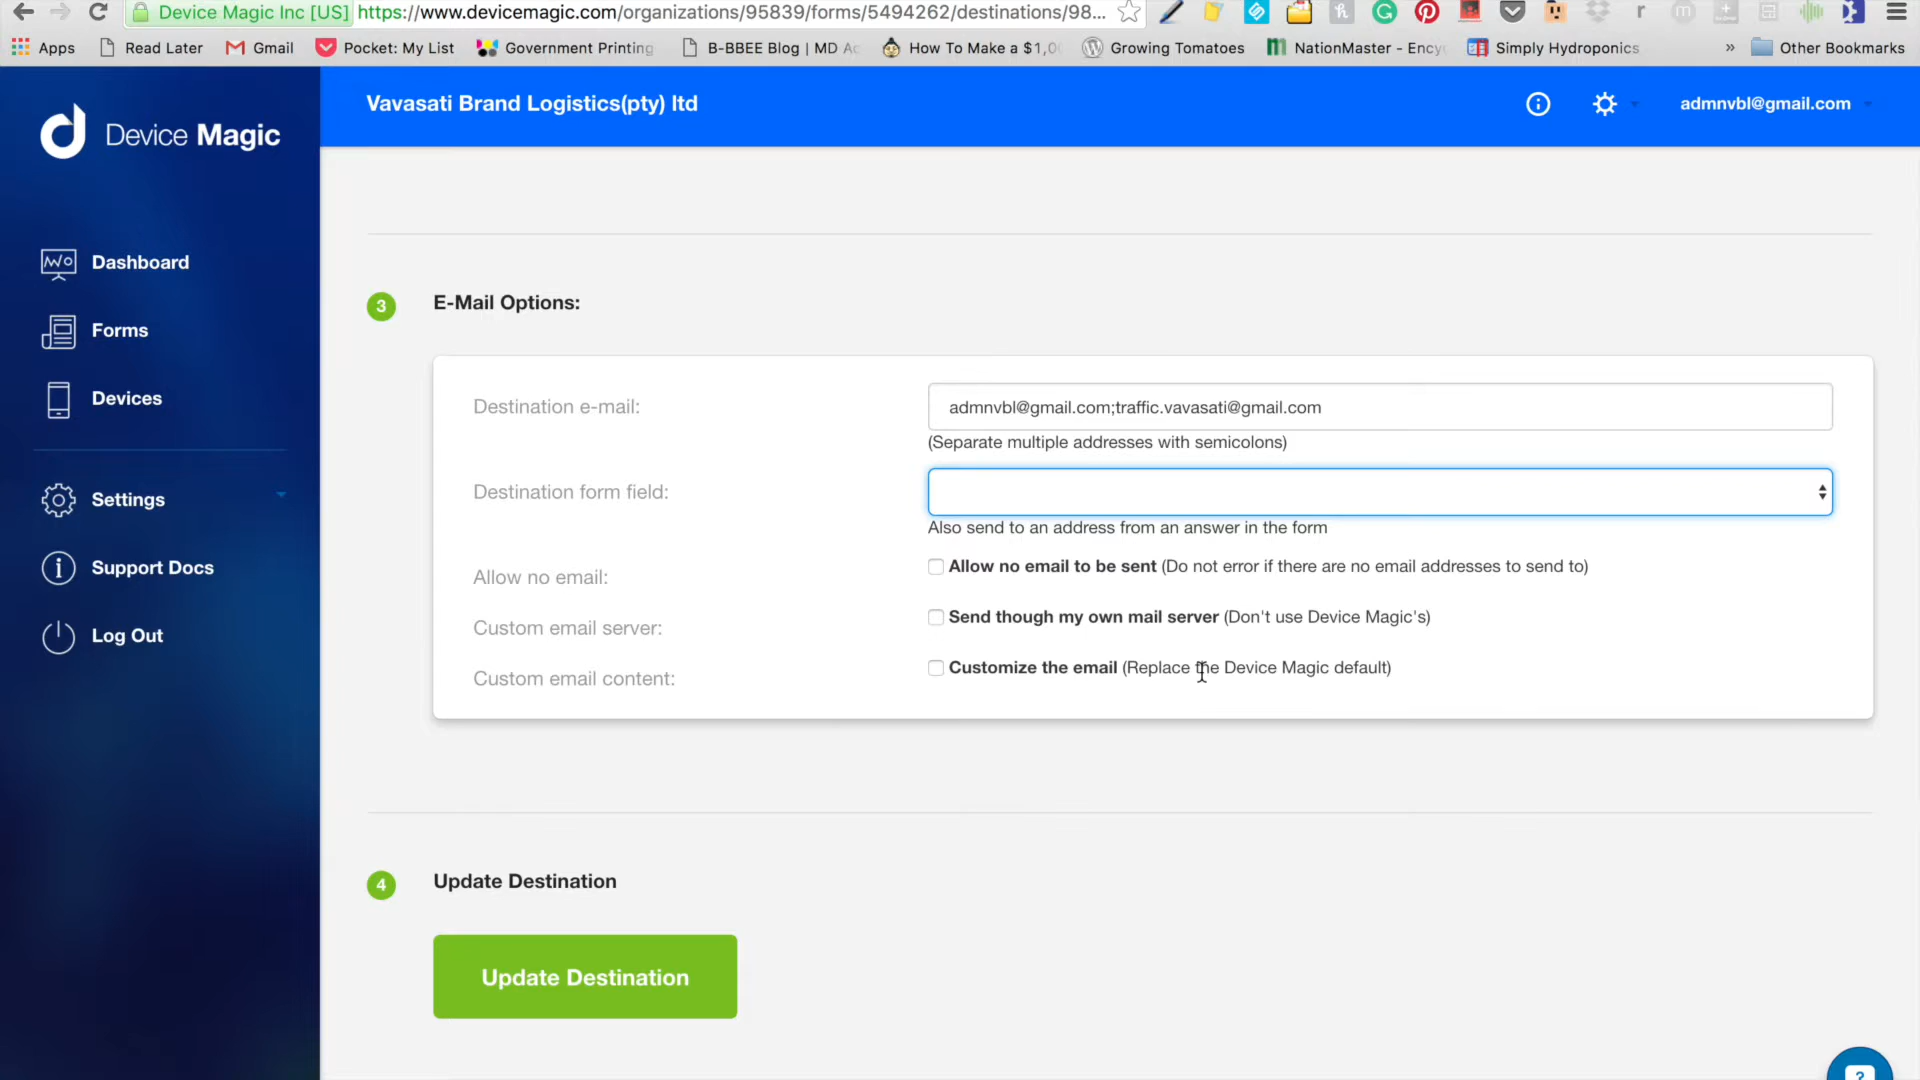 Device Magic Inc [US] https://www.devicemagic.com/organizations/95839/forms/5494262/destinations/98...
Apps Read Later Gmail Pocket: My List Government Printing B-BBEE Blog | MD A How To Make a $1,0 Growing Tomatoes NationMaster - Ency Simply Hydroponics » Other Bookmarks
Device Magic
Vavasati Brand Logistics(pty) ltd
admnvbl@gmail.com
Dashboard
Forms
Devices
Settings
Support Docs
Log Out
3 E-Mail Options:
Destination e-mail: admnvbl@gmail.com;traffic.vavasati@gmail.com
(Separate multiple addresses with semicolons)
Destination form field:
Also send to an address from an answer in the form
Allow no email: Allow no email to be sent (Do not error if there are no email addresses to send to)
Custom email server: Send though my own mail server (Don't use Device Magic's)
Custom email content: Customize the email (Replace the Device Magic default)
4 Update Destination
Update Destination
?